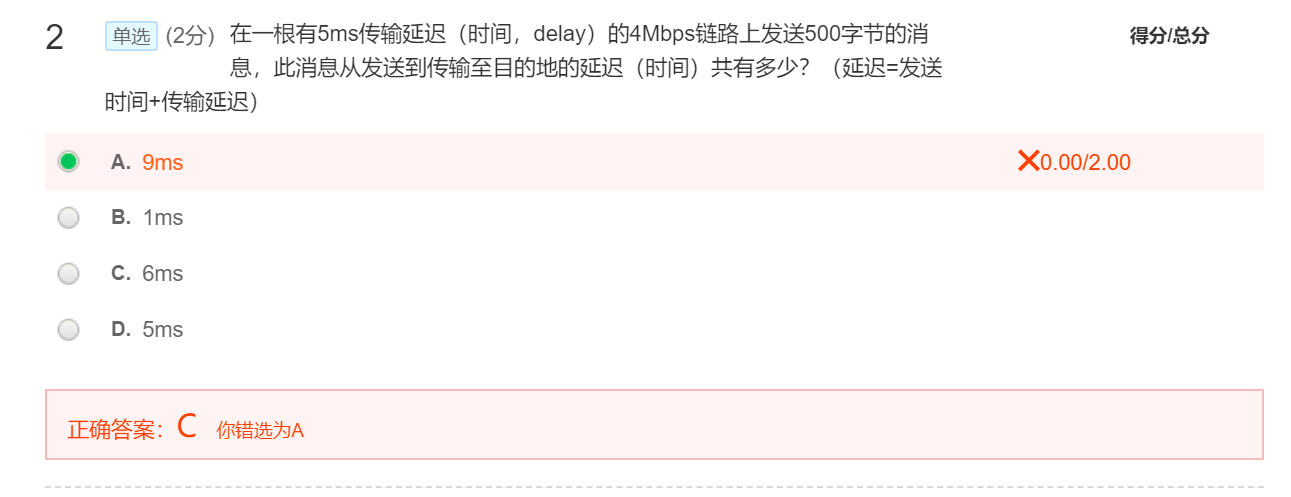 2 单选 (2分) 在一根有5ms传输延迟（时间，delay）的4Mbps链路上发送500字节的消 得分/总分
息，此消息从发送到传输至目的地的延迟（时间）共有多少？（延迟=发送
时间+传输延迟）
A. 9ms ✕0.00/2.00
B. 1ms
C. 6ms
D. 5ms
正确答案：C 你错选为A